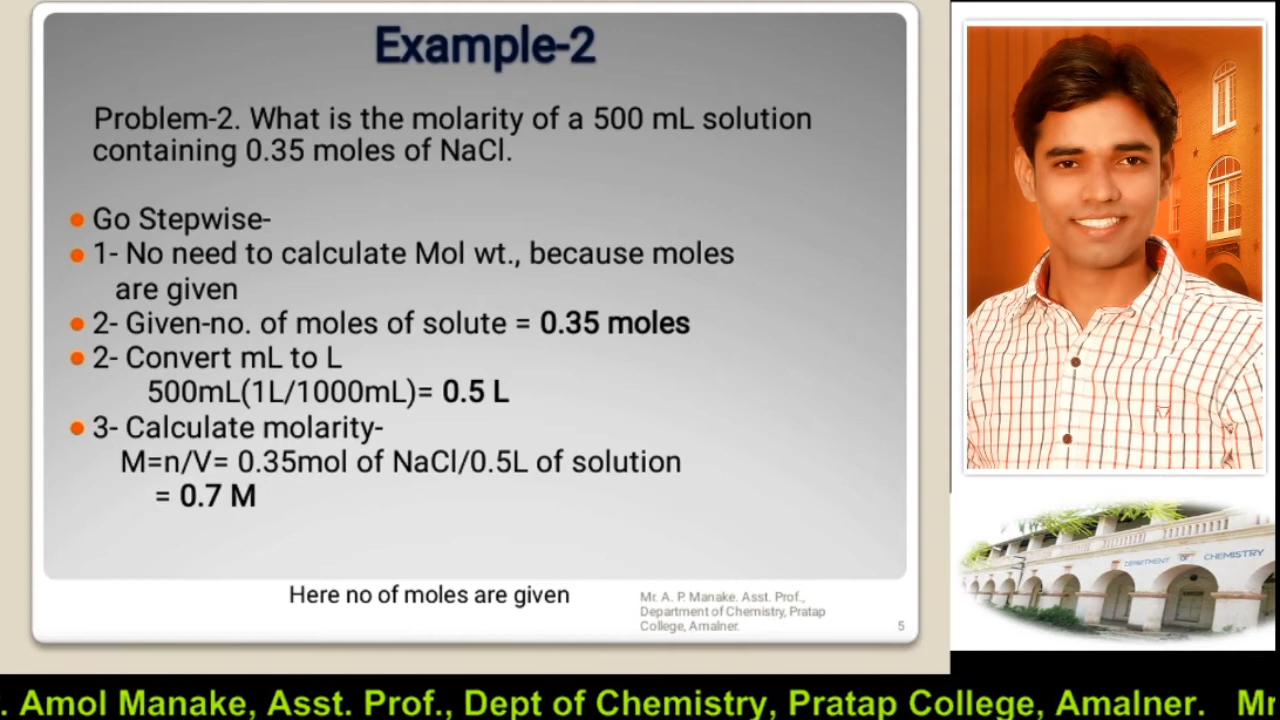 Example-2
Problem-2. What is the molarity of a 500 mL solution
containing 0.35 moles of NaCl.
Go Stepwise-
1- No need to calculate Mol wt., because moles
are given
2- Given-no. of moles of solute = 0.35 moles
2- Convert mL to L
500mL(1L/1000mL)= 0.5 L
3- Calculate molarity-
M=n/V= 0.35mol of NaCl/0.5L of solution
= 0.7 M
Here no of moles are given
Mr. A. P. Manake. Asst. Prof.,
Department of Chemistry, Pratap
College, Amalner.
5
DEPARTMENT OF CHEMISTRY
. Amol Manake, Asst. Prof., Dept of Chemistry, Pratap College, Amalner. Mr